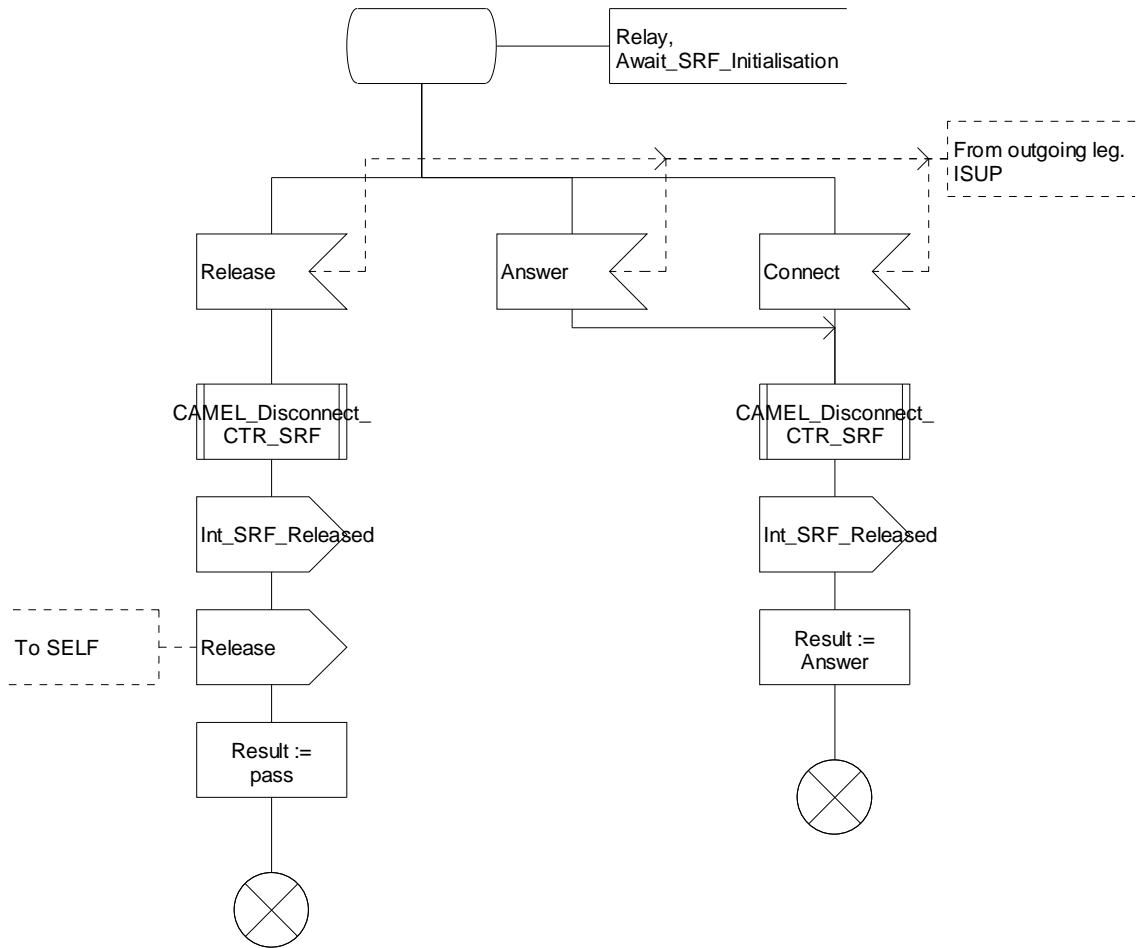 Relay,
Await_SRF_Initialisation
From outgoing leg.
ISUP
Release
Answer
Connect
CAMEL_Disconnect_
CTR_SRF
CAMEL_Disconnect_
CTR_SRF
Int_SRF_Released
Int_SRF_Released
To SELF
Release
Result :=
Answer
Result :=
pass